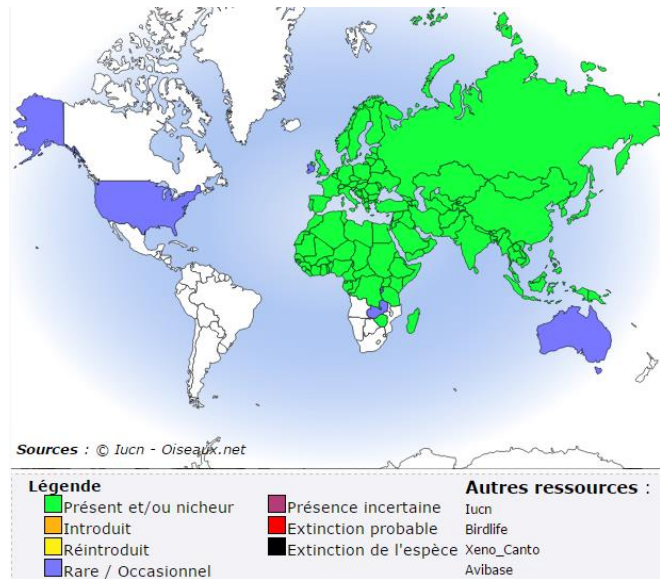 Sources : © Iucn - Oiseaux.net
Légende
Présent et/ou nicheur
Introduit
Réintroduit
Rare / Occasionnel
Présence incertaine
Extinction probable
Extinction de l'espèce
Autres ressources :
Iucn
Birdlife
Xeno_Canto
Avibase